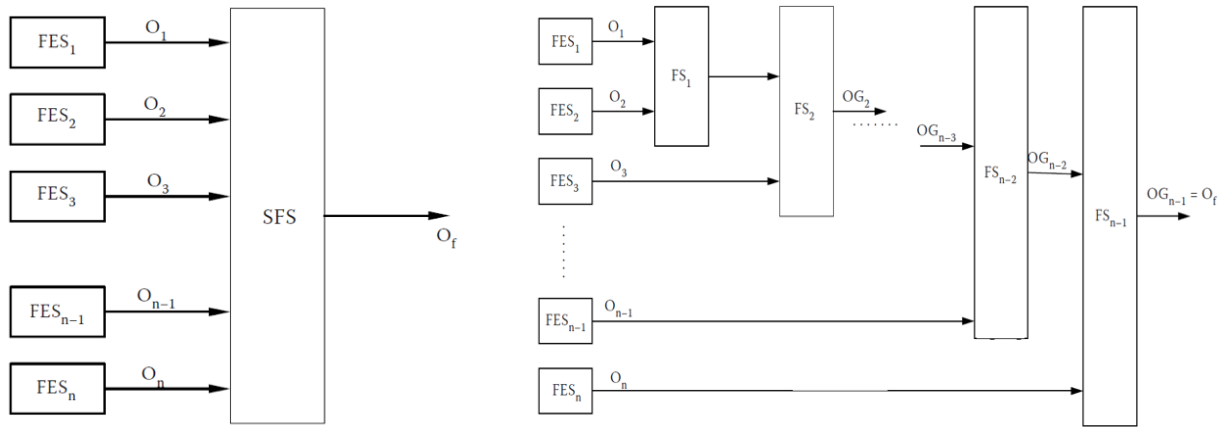 FES₁
O₁
FES₂
O₂
FES₃
O₃
SFS
O_f
FESₙ₋₁
Oₙ₋₁
FESₙ
Oₙ
FES₁
O₁
FS₁
FES₂
O₂
FS₂
OG₂
.......
FES₃
O₃
OGₙ₋₃
FSₙ₋₂
OGₙ₋₂
FSₙ₋₁
OGₙ₋₁ = O_f
FESₙ₋₁
Oₙ₋₁
FESₙ
Oₙ